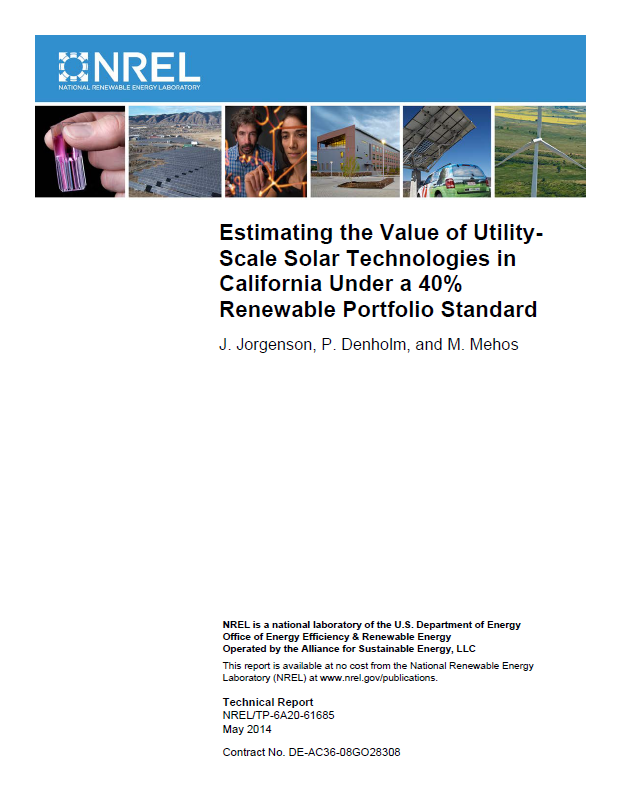 NREL
NATIONAL RENEWABLE ENERGY LABORATORY
Estimating the Value of Utility-
Scale Solar Technologies in
California Under a 40%
Renewable Portfolio Standard
J. Jorgenson, P. Denholm, and M. Mehos
NREL is a national laboratory of the U.S. Department of Energy
Office of Energy Efficiency & Renewable Energy
Operated by the Alliance for Sustainable Energy, LLC
This report is available at no cost from the National Renewable Energy
Laboratory (NREL) at www.nrel.gov/publications.
Technical Report
NREL/TP-6A20-61685
May 2014
Contract No. DE-AC36-08GO28308